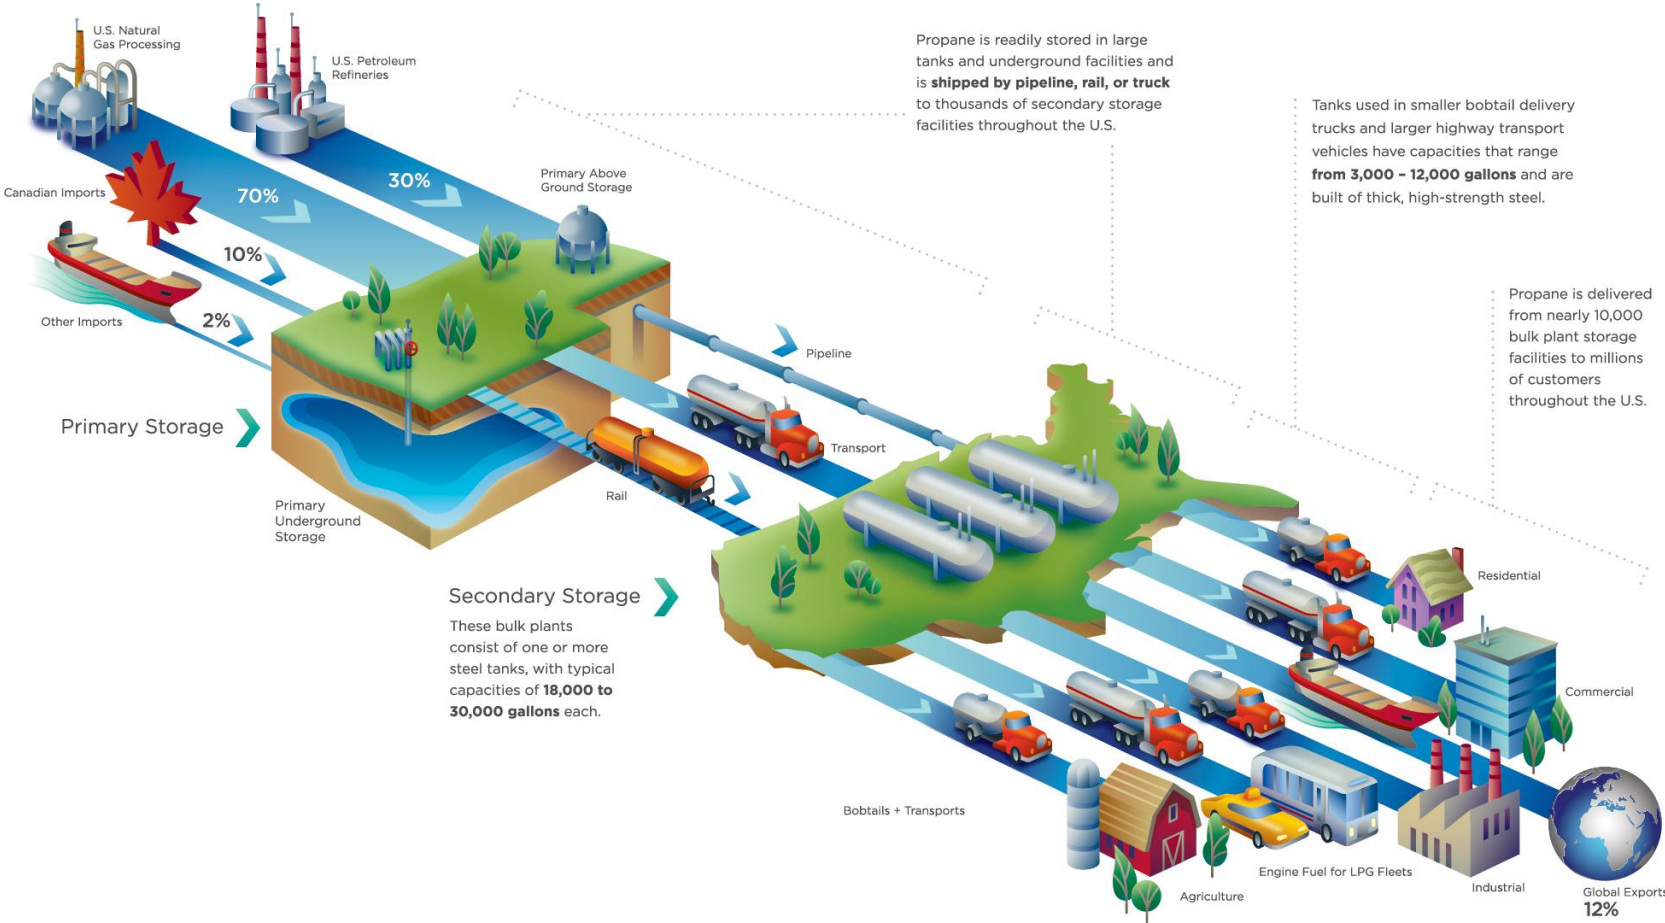 U.S. Natural
Gas Processing
U.S. Petroleum
Refineries
Propane is readily stored in large
tanks and underground facilities and
is shipped by pipeline, rail, or truck
to thousands of secondary storage
facilities throughout the U.S.
Tanks used in smaller bobtail delivery
trucks and larger highway transport
vehicles have capacities that range
from 3,000 – 12,000 gallons and are
built of thick, high-strength steel.
Canadian Imports
70%
30%
Primary Above
Ground Storage
10%
Other Imports
2%
Propane is delivered
from nearly 10,000
bulk plant storage
facilities to millions
of customers
throughout the U.S.
Pipeline
Primary Storage
Transport
Rail
Primary
Underground
Storage
Secondary Storage
These bulk plants
consist of one or more
steel tanks, with typical
capacities of 18,000 to
30,000 gallons each.
Residential
Commercial
Bobtails + Transports
Engine Fuel for LPG Fleets
Agriculture
Industrial
Global Exports
12%